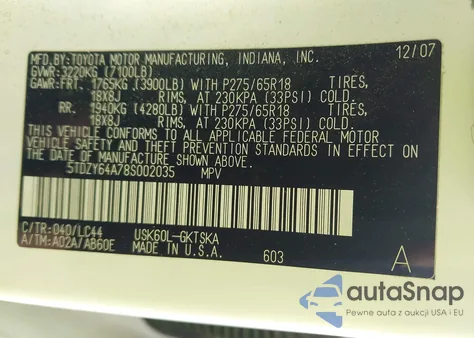 MFD. BY: TOYOTA MOTOR MANUFACTURING, INDIANA, INC. 12/07
GVWR: 3220KG (7100LB)
GAWR: FRT. 1765KG (3900LB) WITH P275/65R18 TIRES,
18X8J RIMS, AT 230KPA (33PSI) COLD.
RR. 1940KG (4280LB) WITH P275/65R18 TIRES,
18X8J RIMS, AT 230KPA (33PSI) COLD.
THIS VEHICLE CONFORMS TO ALL APPLICABLE FEDERAL MOTOR
VEHICLE SAFETY AND THEFT PREVENTION STANDARDS IN EFFECT ON
THE DATE OF MANUFACTURE SHOWN ABOVE.
5TDZY64A78S002035 MPV
C/TR: 040/LC44 USK60L-GKTSKA A
A/TM: A02A/AB60E MADE IN U.S.A. 603
autoSnap
Pewne auta z aukcji USA i EU